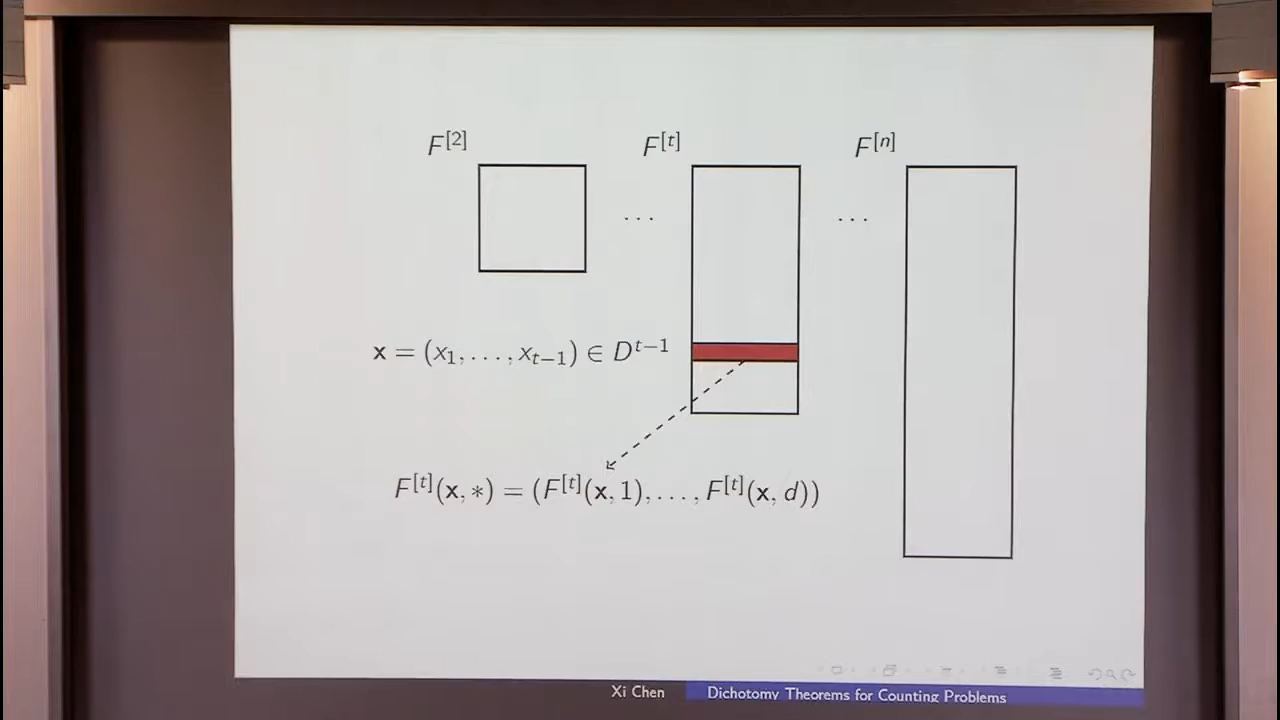 F^[2] F^[t] F^[n]
... ...
x = (x_1, ..., x_{t−1}) ∈ D^{t−1}
F^[t](x, ∗) = (F^[t](x, 1), ..., F^[t](x, d))
Xi Chen Dichotomy Theorems for Counting Problems